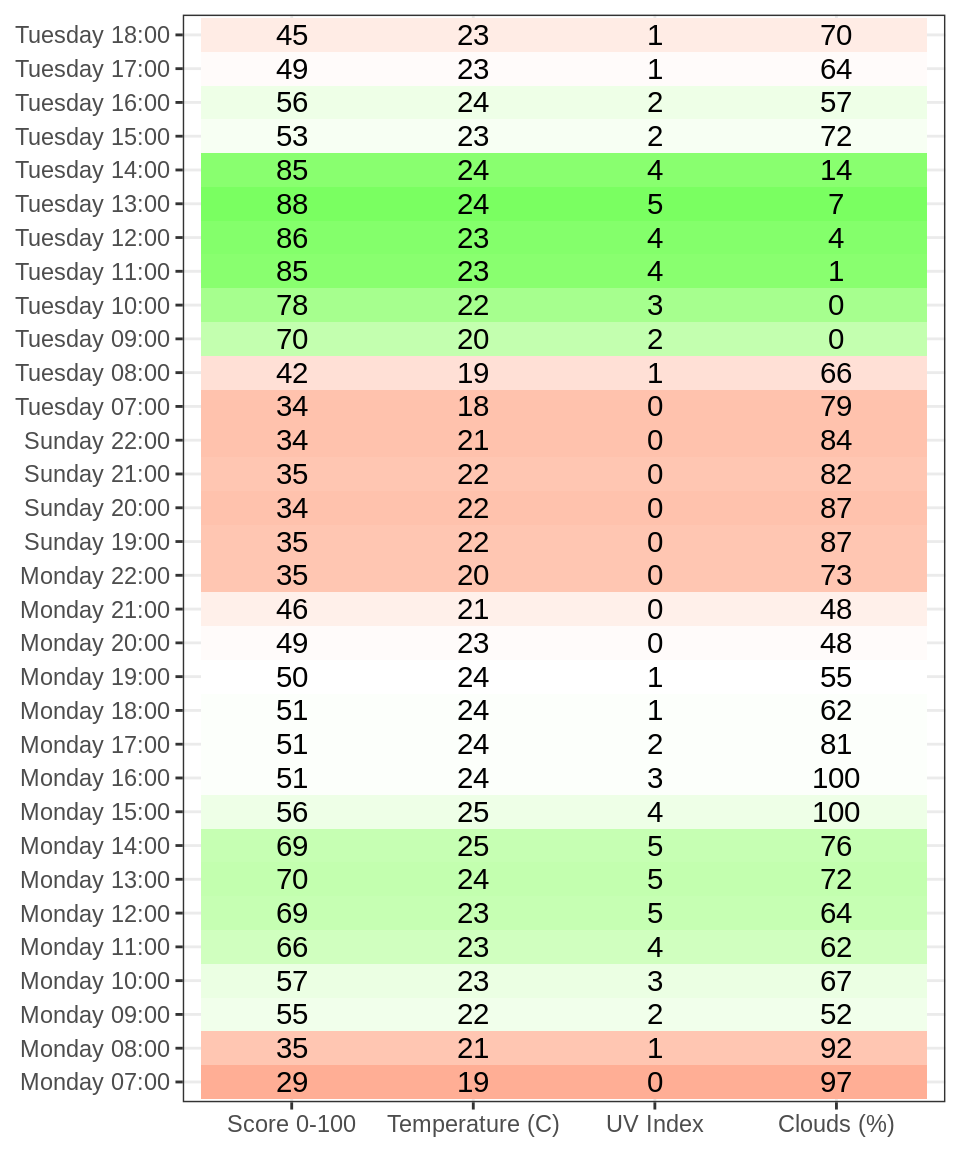 Tuesday 18:00 45 23 1 70
Tuesday 17:00 49 23 1 64
Tuesday 16:00 56 24 2 57
Tuesday 15:00 53 23 2 72
Tuesday 14:00 85 24 4 14
Tuesday 13:00 88 24 5 7
Tuesday 12:00 86 23 4 4
Tuesday 11:00 85 23 4 1
Tuesday 10:00 78 22 3 0
Tuesday 09:00 70 20 2 0
Tuesday 08:00 42 19 1 66
Tuesday 07:00 34 18 0 79
Sunday 22:00 34 21 0 84
Sunday 21:00 35 22 0 82
Sunday 20:00 34 22 0 87
Sunday 19:00 35 22 0 87
Monday 22:00 35 20 0 73
Monday 21:00 46 21 0 48
Monday 20:00 49 23 0 48
Monday 19:00 50 24 1 55
Monday 18:00 51 24 1 62
Monday 17:00 51 24 2 81
Monday 16:00 51 24 3 100
Monday 15:00 56 25 4 100
Monday 14:00 69 25 5 76
Monday 13:00 70 24 5 72
Monday 12:00 69 23 5 64
Monday 11:00 66 23 4 62
Monday 10:00 57 23 3 67
Monday 09:00 55 22 2 52
Monday 08:00 35 21 1 92
Monday 07:00 29 19 0 97
Score 0-100 Temperature (C) UV Index Clouds (%)